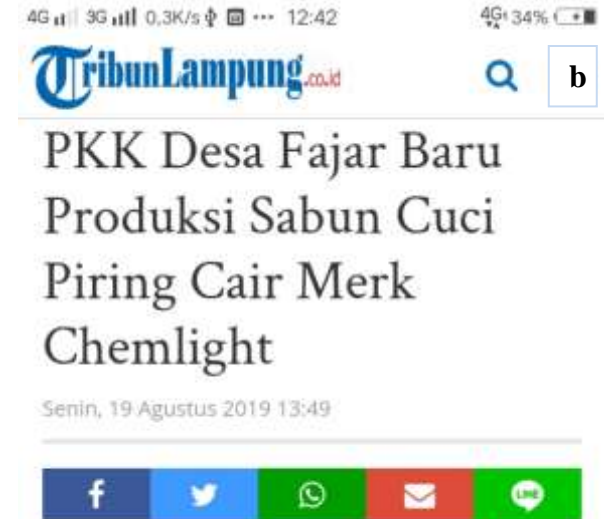 4G 3G 0,3K/s ··· 12:42 4G 34%
TribunLampung.co.id b
PKK Desa Fajar Baru
Produksi Sabun Cuci
Piring Cair Merk
Chemlight
Senin, 19 Agustus 2019 13:49
f LINE